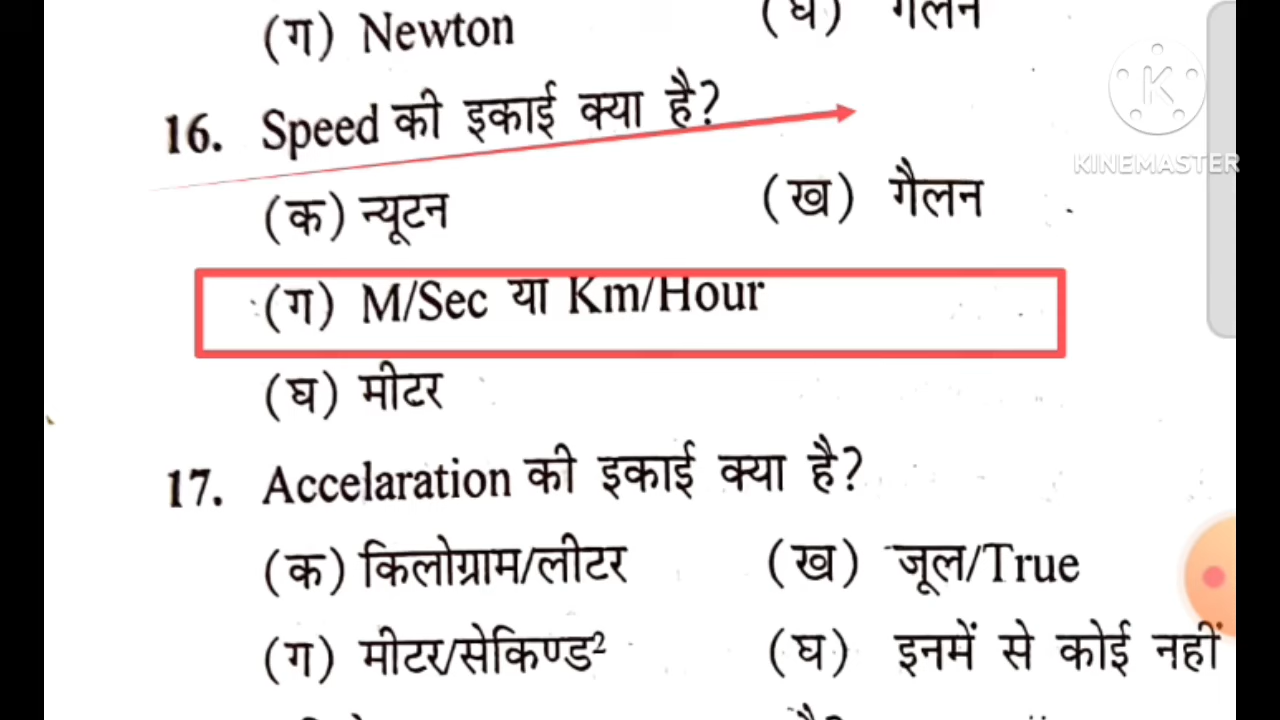 (ग) Newton (घ) गैलन
16. Speed की इकाई क्या है?
(क) न्यूटन (ख) गैलन
(ग) M/Sec या Km/Hour
(घ) मीटर
17. Accelaration की इकाई क्या है?
(क) किलोग्राम/लीटर (ख) जूल/True
(ग) मीटर/सेकिण्ड² (घ) इनमें से कोई नहीं
K
KINEMASTER